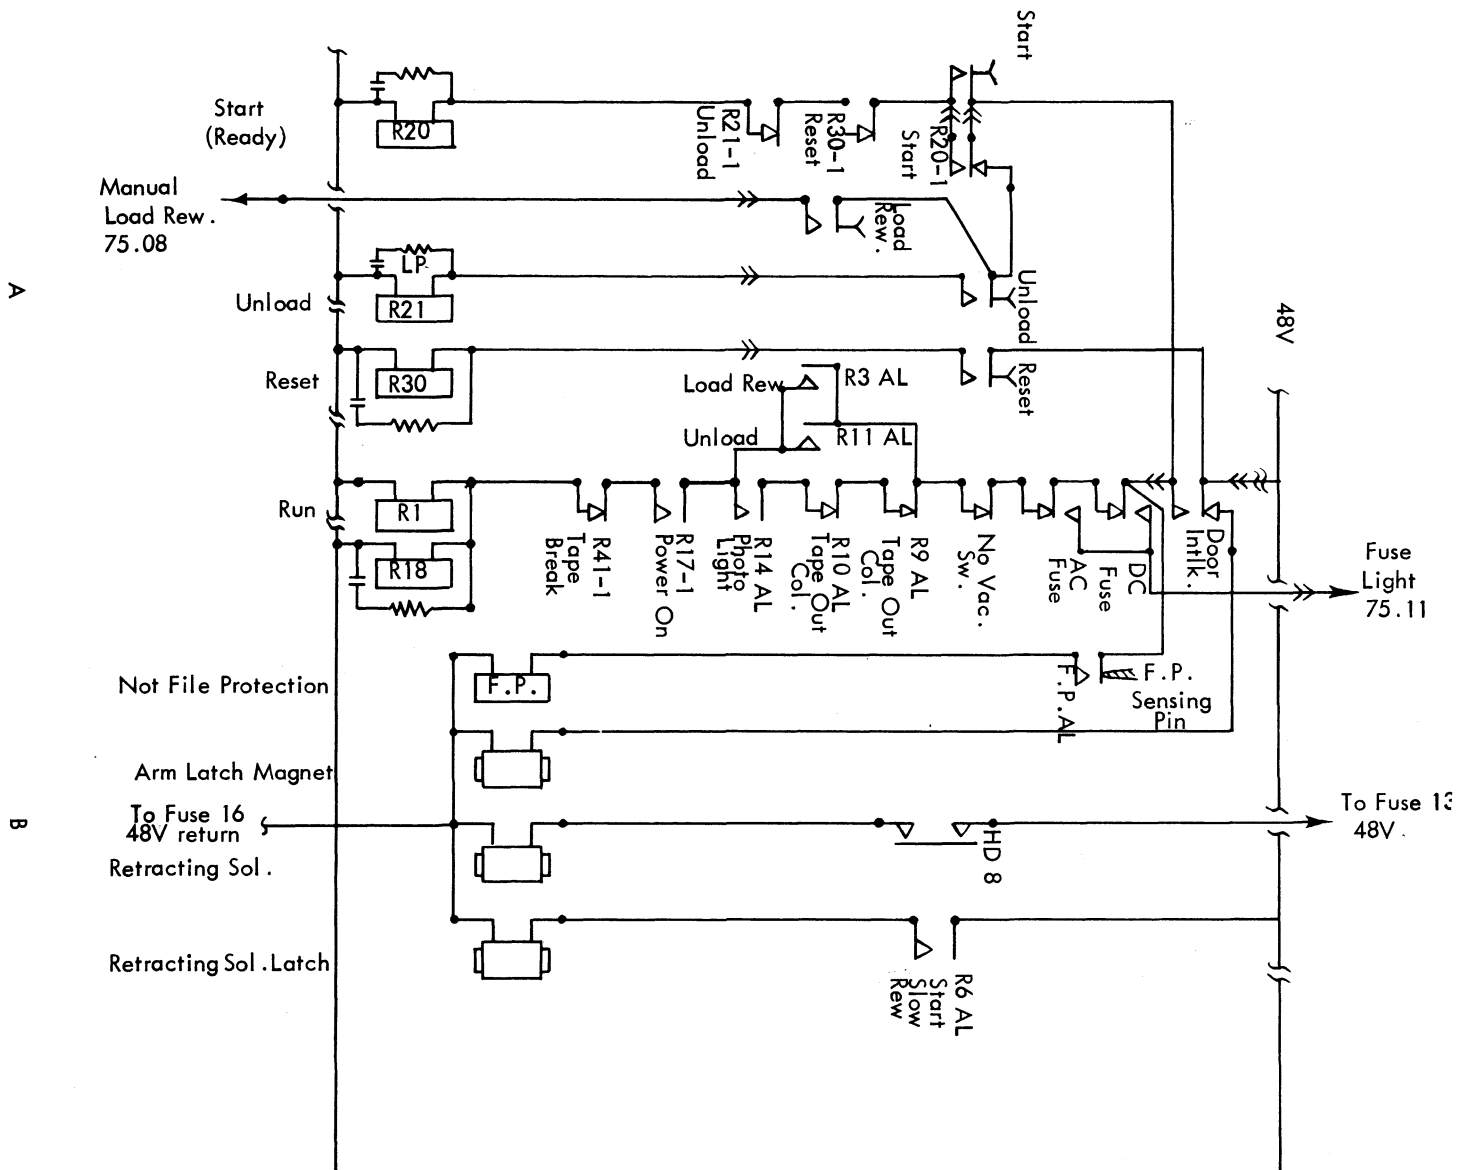 Start
Start
(Ready)
R20
R21-1
Unload
R30-1
Reset
R20-1
Start
Manual
Load Rew.
75.08
Load
Rew.
A
LP
Unload
R21
Unload
48V
Reset
R30
Reset
Load Rew.
R3 AL
Unload
R11 AL
Run
R1
R18
R41-1
Tape
Break
R17-1
Power On
R14 AL
Photo
Light
R10 AL
Tape Out
Col.
R9 AL
Tape Out
Col.
No Vac.
Sw.
AC
Fuse
DC
Fuse
Door
Intlk.
Fuse
Light
75.11
Not File Protection
F.P.
F.P.AL
F.P.
Sensing
Pin
Arm Latch Magnet
B
To Fuse 16
48V return
HD 8
To Fuse 13
48V.
Retracting Sol.
Retracting Sol.Latch
R6 AL
Start
Slow
Rew